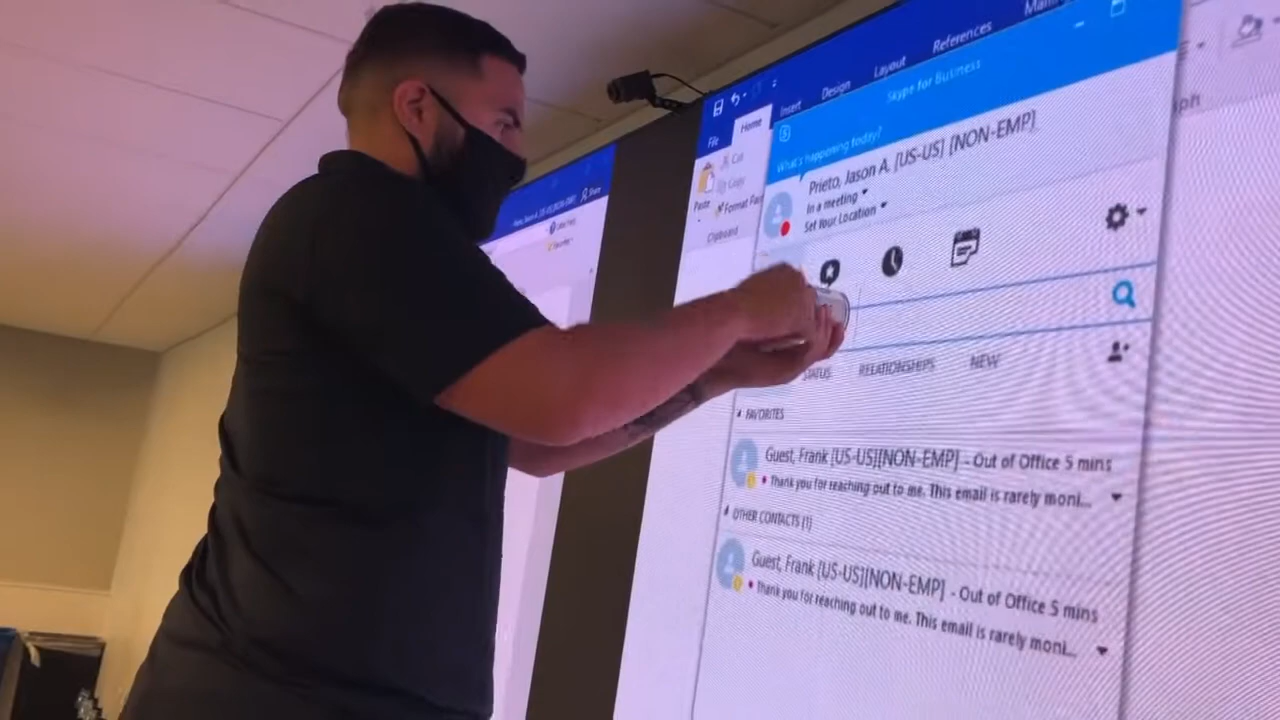 References
Layout
Design
Insert
Home
File
Cut
Copy
Paste
Clipboard
Share
Skype for Business
What's happening today?
Prieto, Jason A. [US-US] [NON-EMP]
In a meeting
Set Your Location
STATUS RELATIONSHIPS NEW
FAVORITES
Guest, Frank [US-US][NON-EMP] - Out of Office 5 mins
Thank you for reaching out to me. This email is rarely moni...
OTHER CONTACTS (1)
Guest, Frank [US-US][NON-EMP] - Out of Office 5 mins
Thank you for reaching out to me. This email is rarely moni...